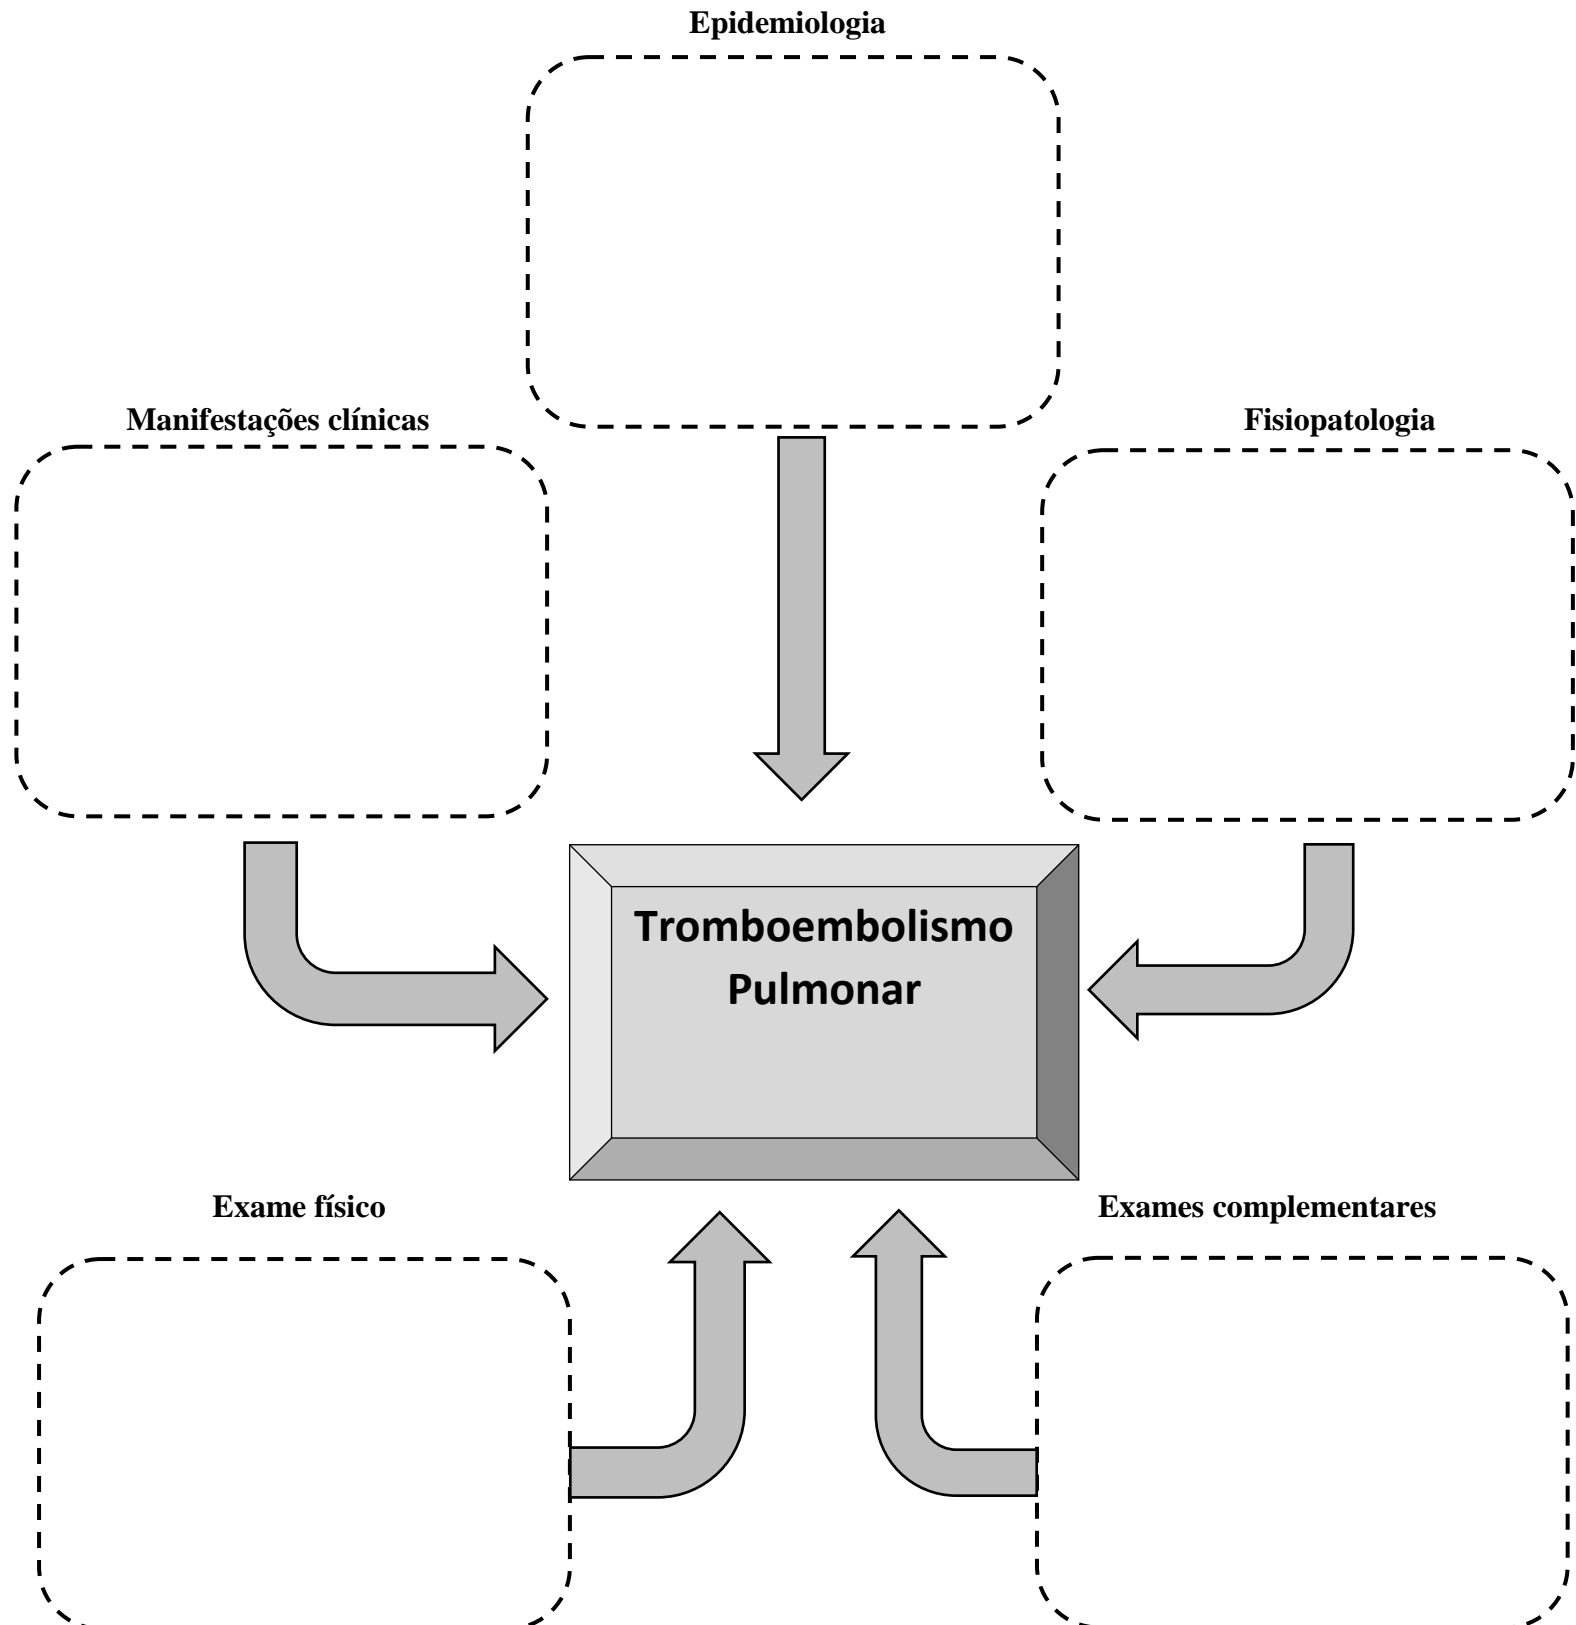 Epidemiologia
Manifestações clínicas
Fisiopatologia
Tromboembolismo
Pulmonar
Exame físico
Exames complementares